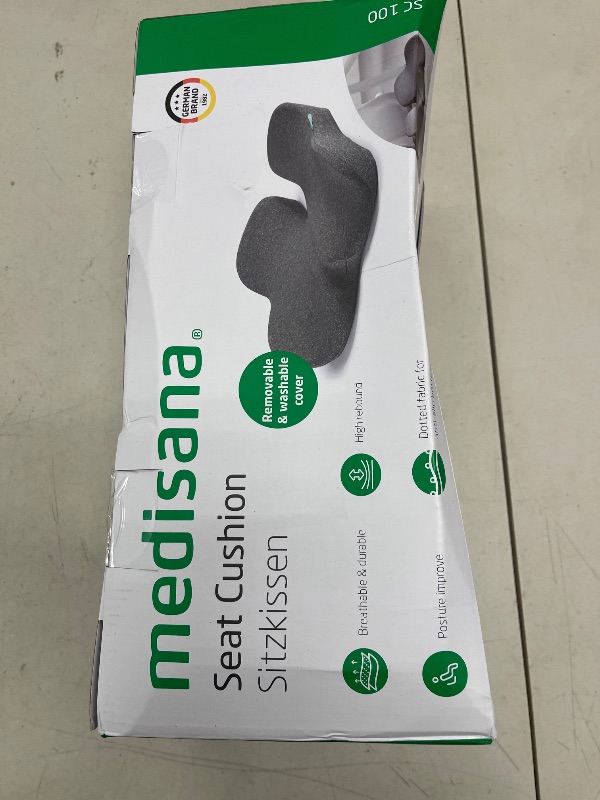 SC 100
GERMAN
BRAND
1982
medisana®
Seat Cushion
Sitzkissen
Removable
& washable
cover
Breathable & durable
High rebound
Posture improve
Dotted fabric for